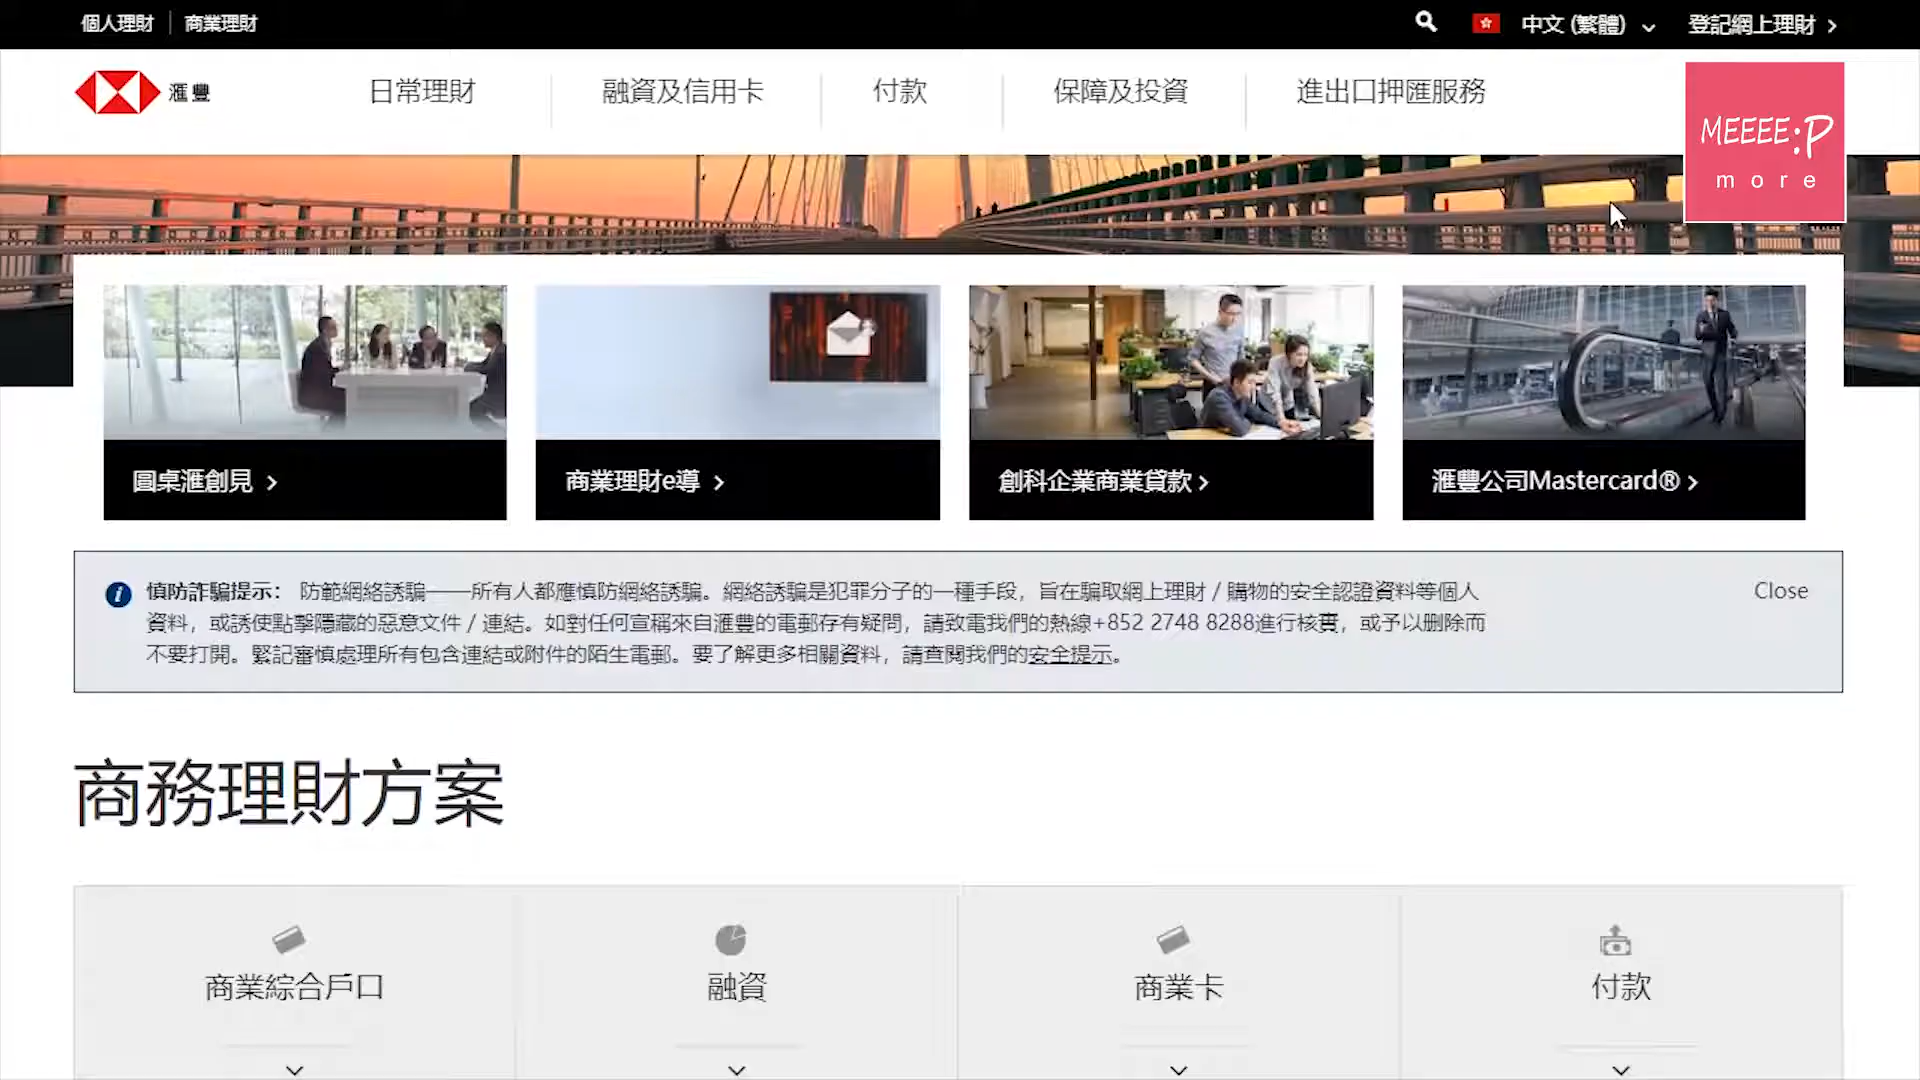 個人理財
商業理財
中文 (繁體)
登記網上理財
滙豐
日常理財
融資及信用卡
付款
保障及投資
進出口押匯服務
MEEEE:P
more
圓桌滙創見
商業理財e導
創科企業商業貸款
滙豐公司Mastercard®
慎防詐騙提示： 防範網絡誘騙——所有人都應慎防網絡誘騙。網絡誘騙是犯罪分子的一種手段，旨在騙取網上理財 / 購物的安全認證資料等個人
資料，或誘使點擊隱藏的惡意文件 / 連結。如對任何宣稱來自滙豐的電郵存有疑問，請致電我們的熱線+852 2748 8288進行核實，或予以刪除而
不要打開。緊記審慎處理所有包含連結或附件的陌生電郵。要了解更多相關資料，請查閱我們的安全提示。
Close
商務理財方案
商業綜合戶口
融資
商業卡
付款